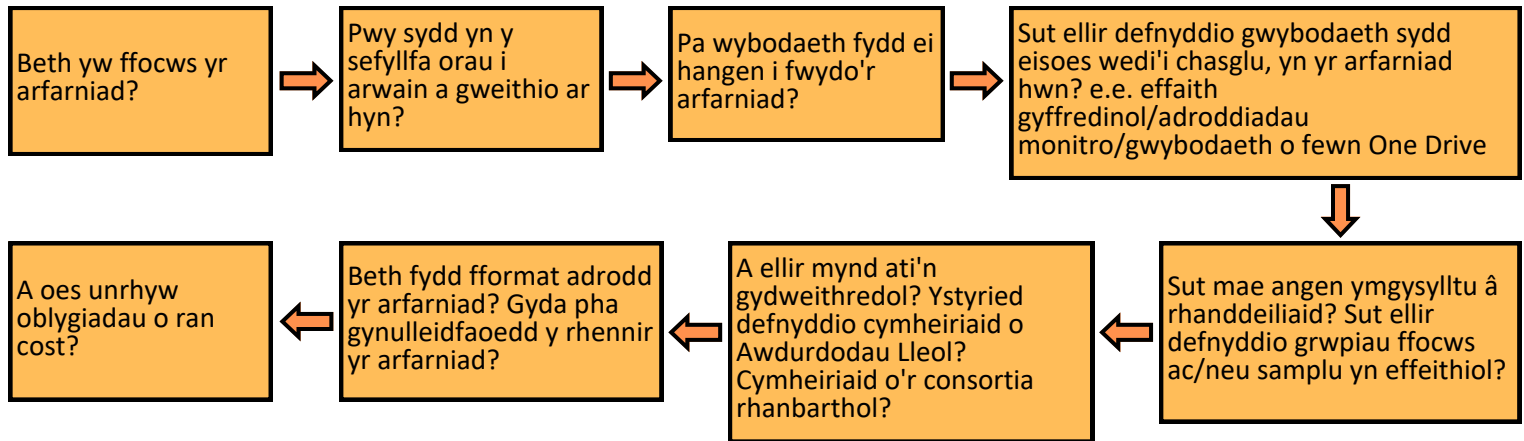 Beth yw ffocws yr
arfarniad?
Pwy sydd yn y
sefyllfa orau i
arwain a gweithio ar
hyn?
Pa wybodaeth fydd ei
hangen i fwydo'r
arfarniad?
Sut ellir defnyddio gwybodaeth sydd
eisoes wedi'i chasglu, yn yr arfarniad
hwn? e.e. effaith
gyffredinol/adroddiadau
monitro/gwybodaeth o fewn One Drive
Sut mae angen ymgysylltu â
rhanddeiliaid? Sut ellir
defnyddio grwpiau ffocws
ac/neu samplu yn effeithiol?
A ellir mynd ati'n
gydweithredol? Ystyried
defnyddio cymheiriaid o
Awdurdodau Lleol?
Cymheiriaid o'r consortia
rhanbarthol?
Beth fydd fformat adrodd
yr arfarniad? Gyda pha
gynulleidfaoedd y rhennir
yr arfarniad?
A oes unrhyw
oblygiadau o ran
cost?